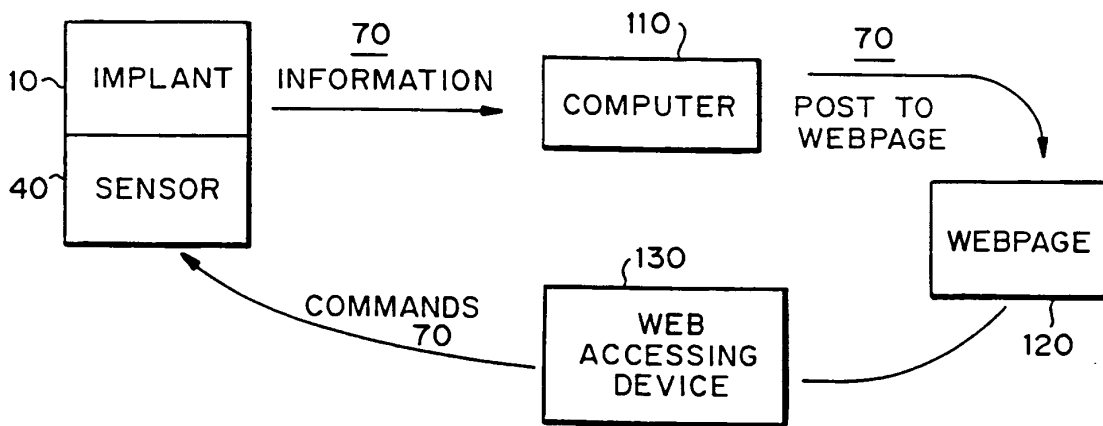 10
IMPLANT
40
SENSOR
70
INFORMATION
110
COMPUTER
70
POST TO
WEBPAGE
WEBPAGE
120
130
WEB
ACCESSING
DEVICE
COMMANDS
70